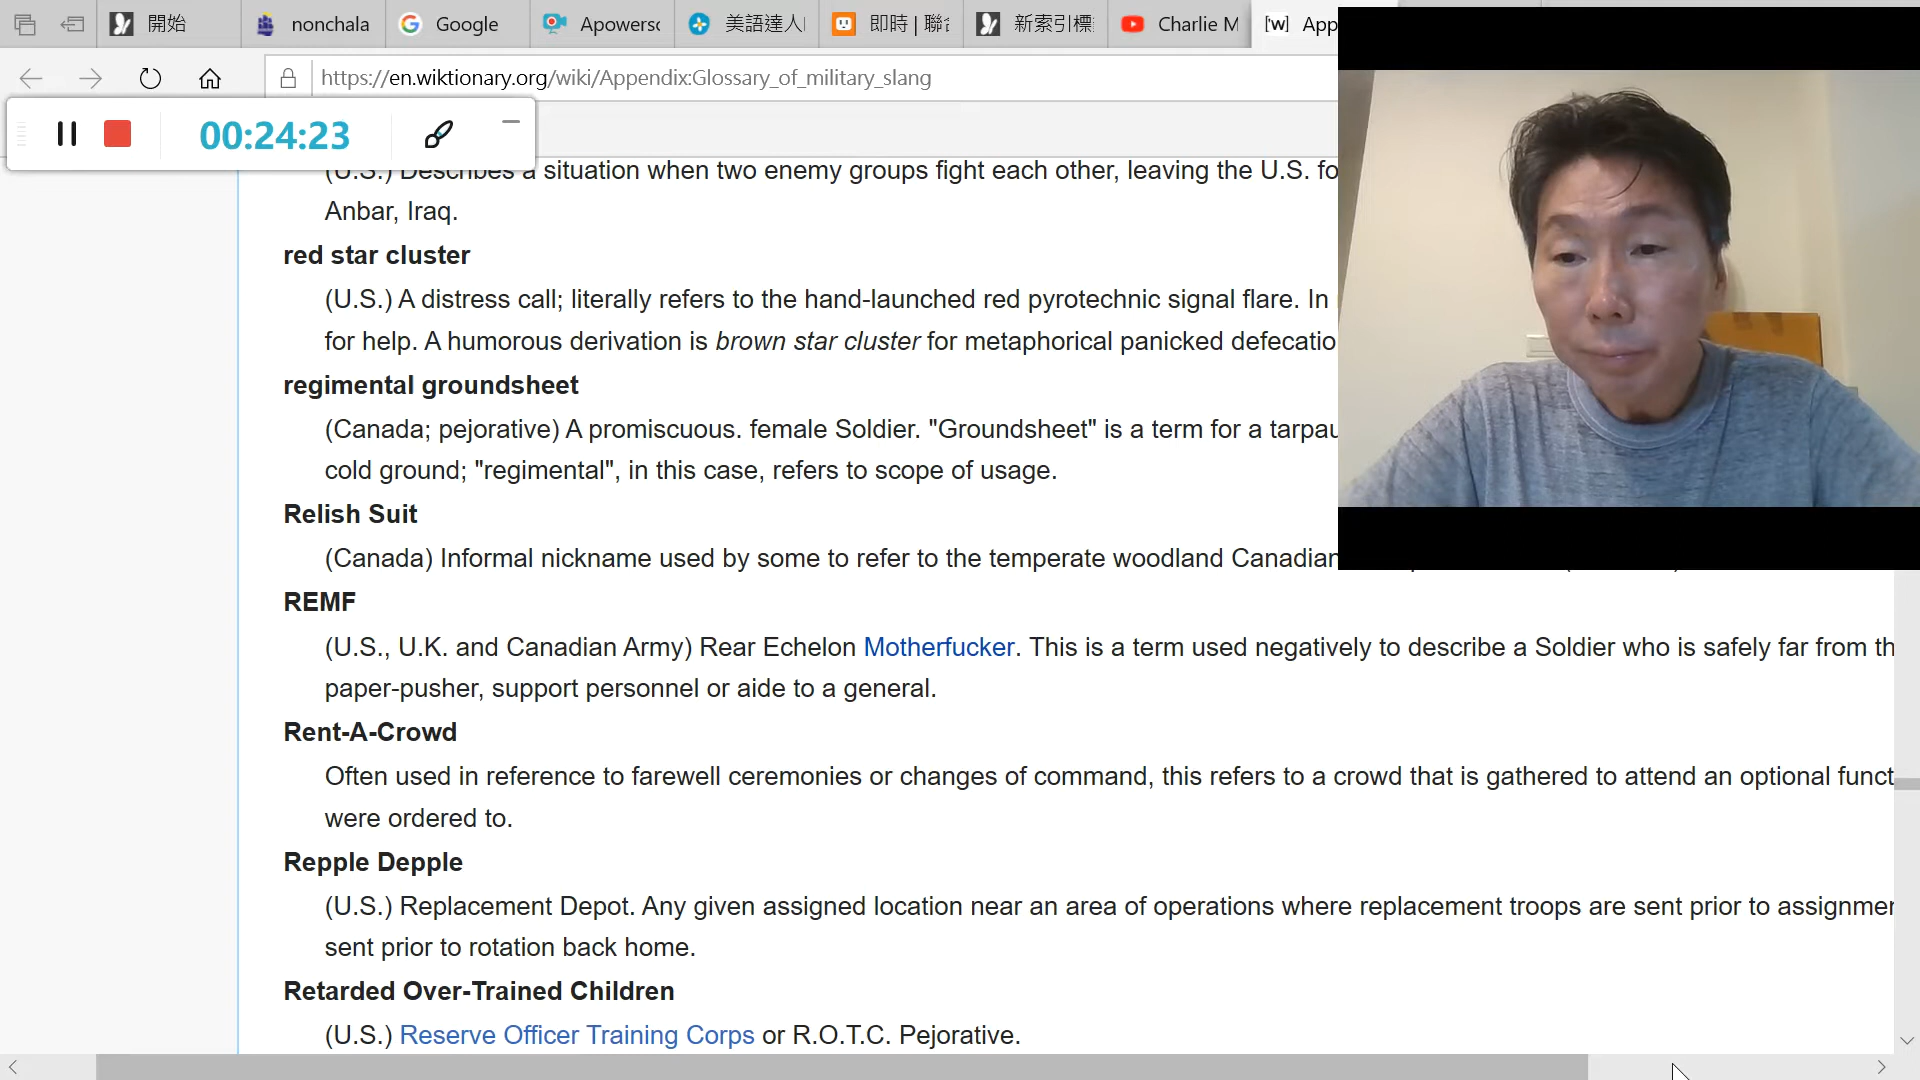 開始
nonchala
Google
Apowersc
美語達人
即時 | 聯
新索引標
Charlie M
[w] App
https://en.wiktionary.org/wiki/Appendix:Glossary_of_military_slang
00:24:23
(U.S.) Describes a situation when two enemy groups fight each other, leaving the U.S. fo
Anbar, Iraq.
red star cluster
(U.S.) A distress call; literally refers to the hand-launched red pyrotechnic signal flare. In
for help. A humorous derivation is brown star cluster for metaphorical panicked defecatio
regimental groundsheet
(Canada; pejorative) A promiscuous. female Soldier. "Groundsheet" is a term for a tarpau
cold ground; "regimental", in this case, refers to scope of usage.
Relish Suit
(Canada) Informal nickname used by some to refer to the temperate woodland Canadian
REMF
(U.S., U.K. and Canadian Army) Rear Echelon Motherfucker. This is a term used negatively to describe a Soldier who is safely far from th
paper-pusher, support personnel or aide to a general.
Rent-A-Crowd
Often used in reference to farewell ceremonies or changes of command, this refers to a crowd that is gathered to attend an optional funct
were ordered to.
Repple Depple
(U.S.) Replacement Depot. Any given assigned location near an area of operations where replacement troops are sent prior to assignmen
sent prior to rotation back home.
Retarded Over-Trained Children
(U.S.) Reserve Officer Training Corps or R.O.T.C. Pejorative.